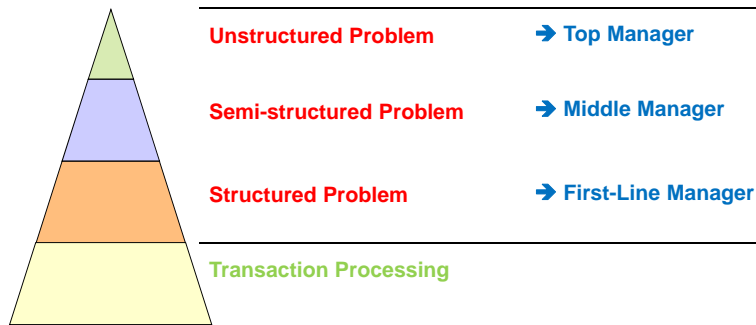 Unstructured Problem ➔ Top Manager
Semi-structured Problem ➔ Middle Manager
Structured Problem ➔ First-Line Manager
Transaction Processing